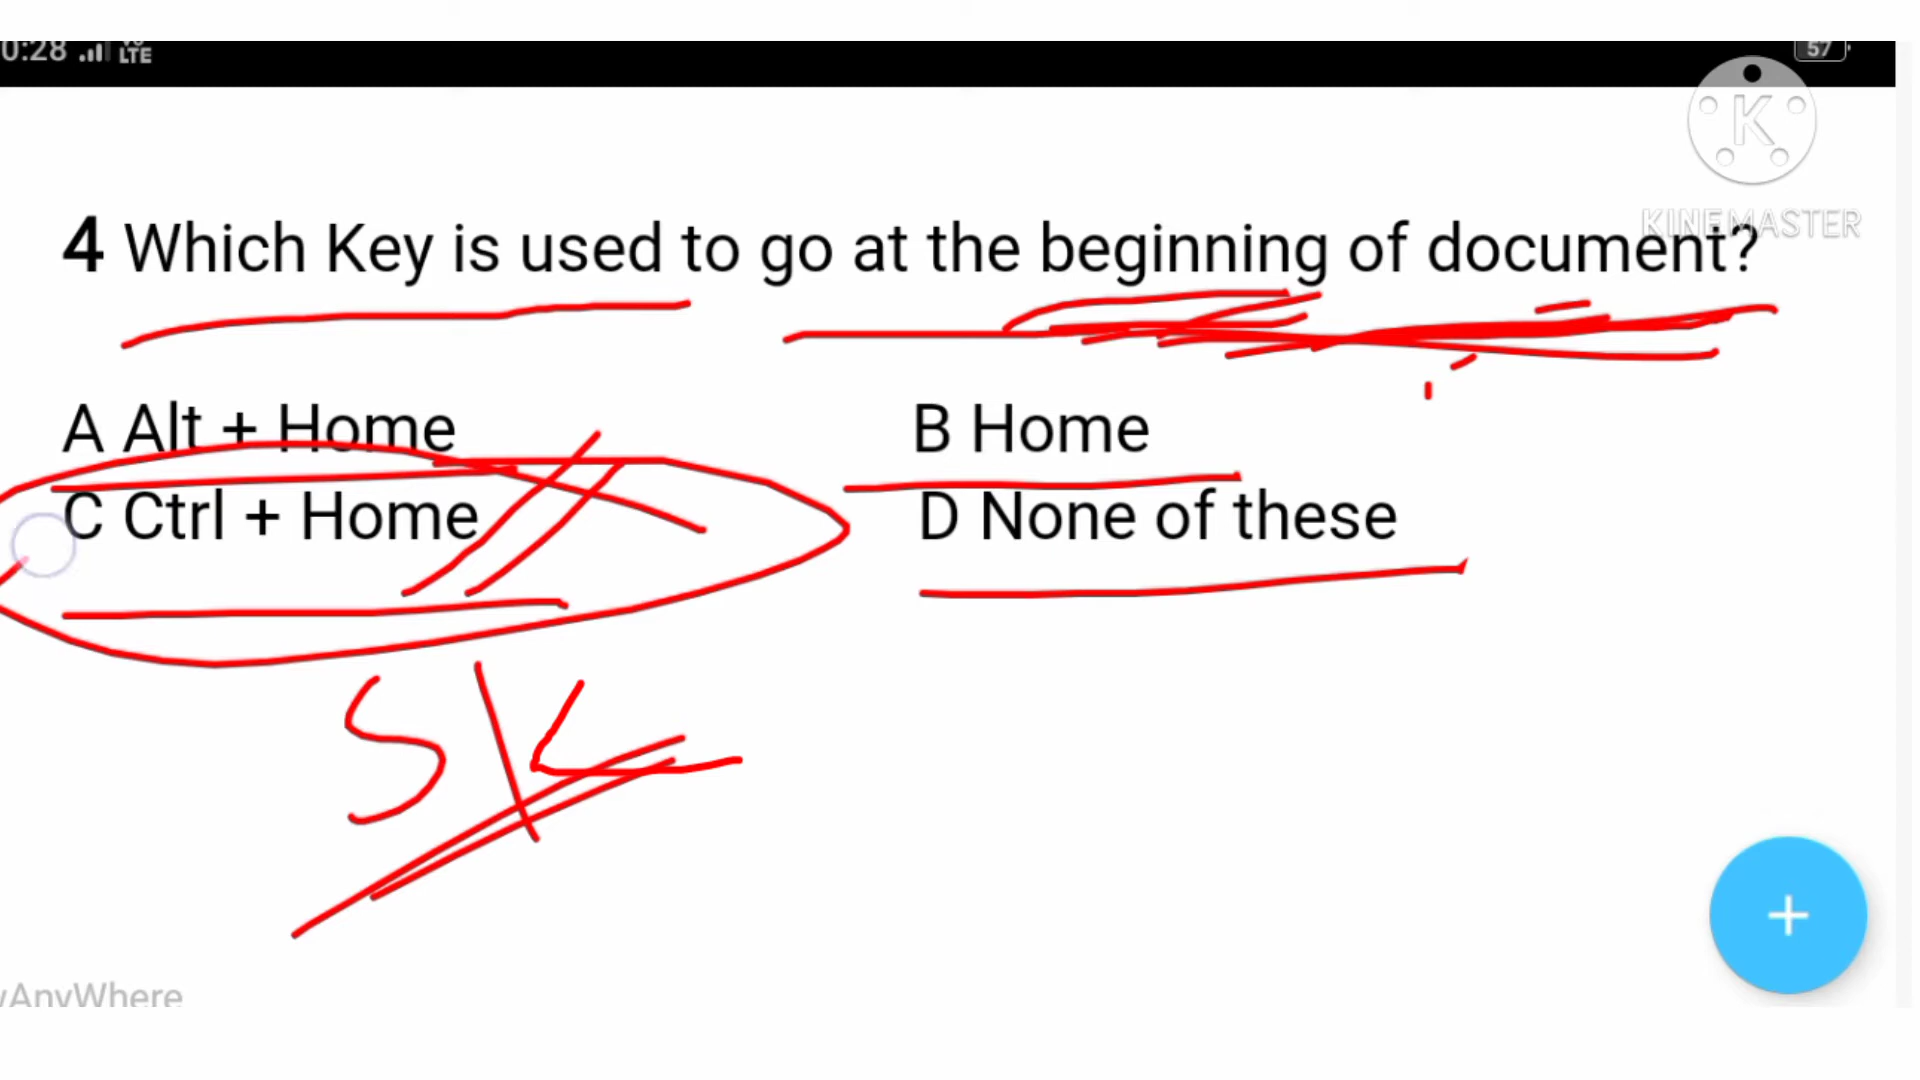 0:28 LTE 57
KINEMASTER
4 Which Key is used to go at the beginning of document?
A Alt + Home B Home
C Ctrl + Home D None of these
SK
AnyWhere